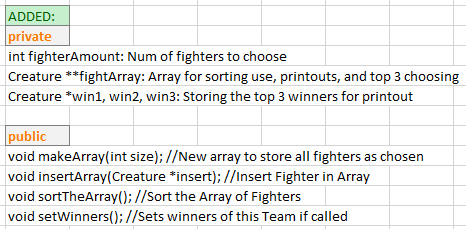 ADDED:
private
int fighterAmount: Num of fighters to choose
Creature **fightArray: Array for sorting use, printouts, and top 3 choosing
Creature *win1, win2, win3: Storing the top 3 winners for printout
public
void makeArray(int size); //New array to store all fighters as chosen
void insertArray(Creature *insert); //Insert Fighter in Array
void sortTheArray(); //Sort the Array of Fighters
void setWinners(); //Sets winners of this Team if called